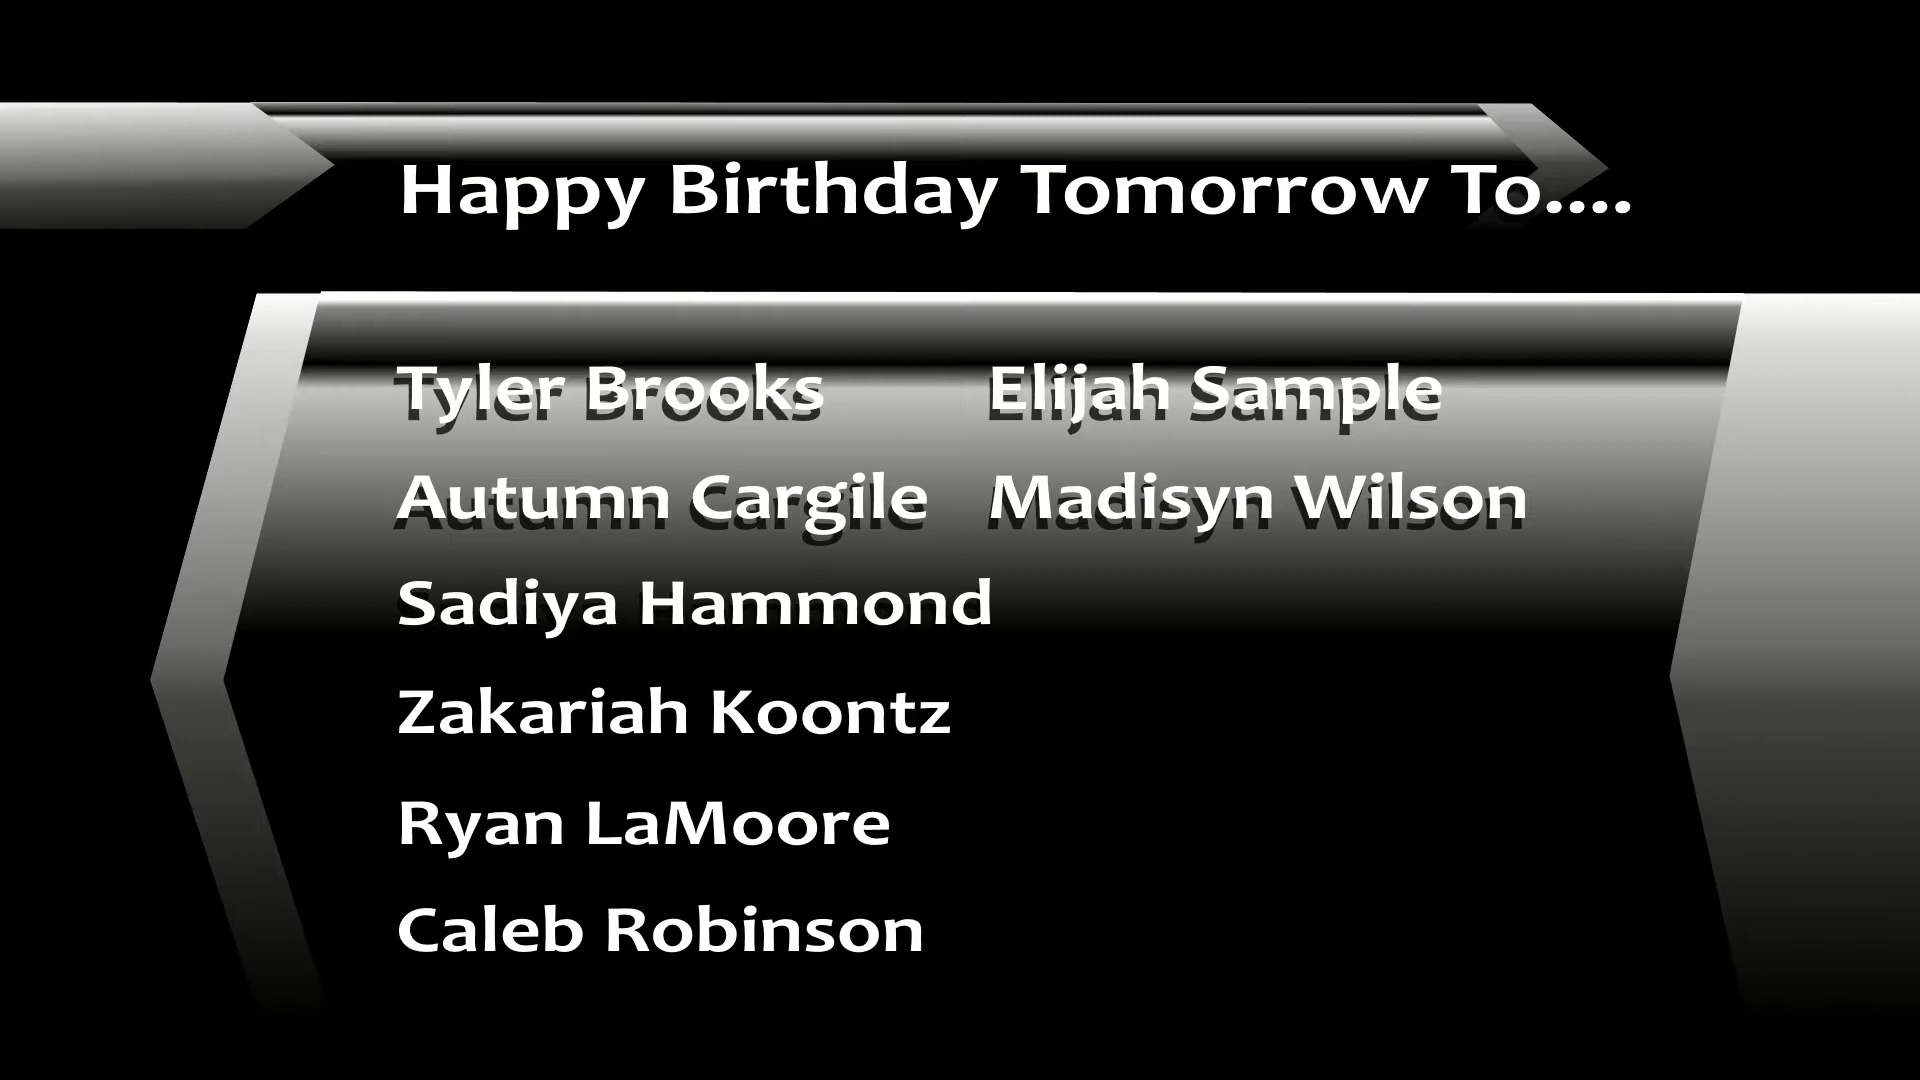 Happy Birthday Tomorrow To....
Tyler Brooks
Autumn Cargile
Sadiya Hammond
Zakariah Koontz
Ryan LaMoore
Caleb Robinson
Elijah Sample
Madisyn Wilson